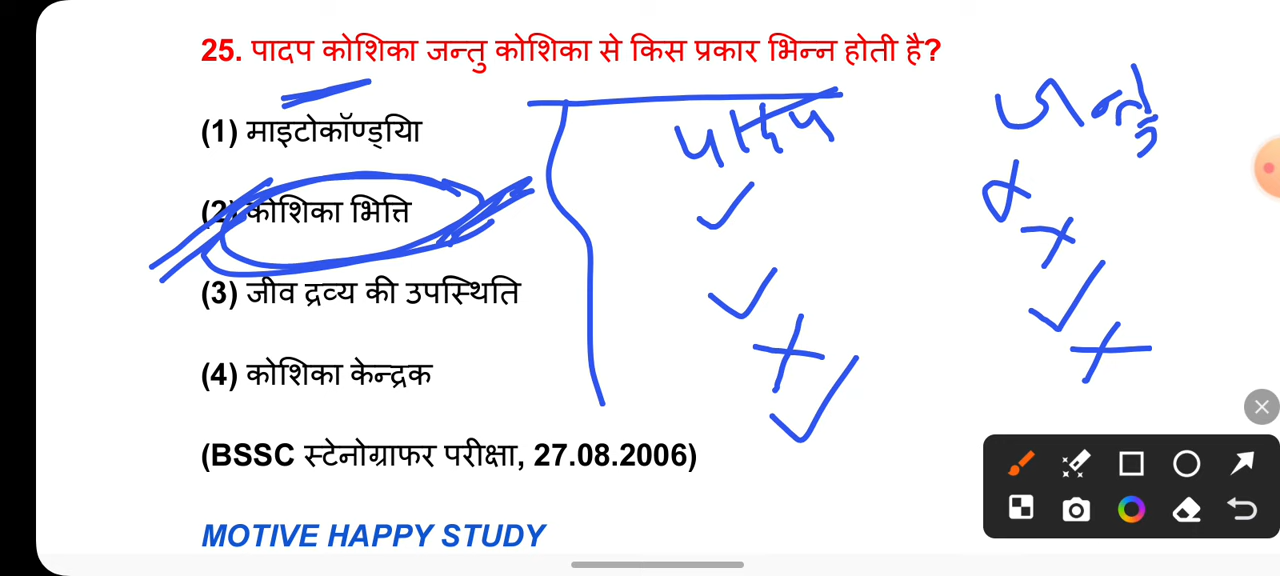 25. पादप कोशिका जन्तु कोशिका से किस प्रकार भिन्न होती है?
पादप
जन्तु
(1) माइटोकॉण्ड्रिया
(2) कोशिका भित्ति
(3) जीव द्रव्य की उपस्थिति
(4) कोशिका केन्द्रक
(BSSC स्टेनोग्राफर परीक्षा, 27.08.2006)
MOTIVE HAPPY STUDY